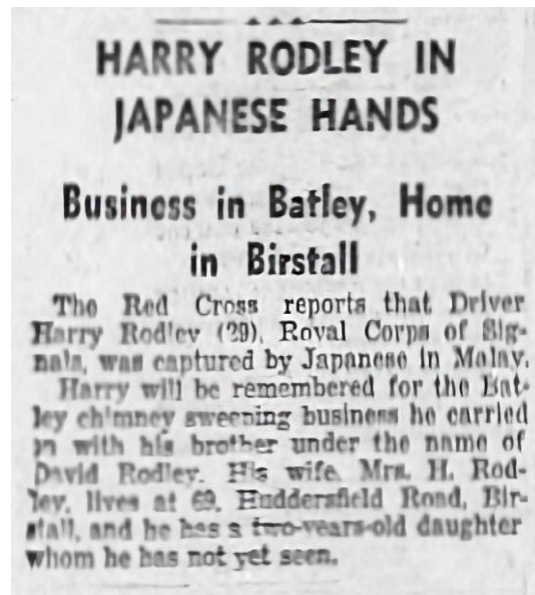 HARRY RODLEY IN
JAPANESE HANDS
Business in Batley, Home
in Birstall
The Red Cross reports that Driver
Harry Rodley (29), Royal Corps of Sig-
nals, was captured by Japanese in Malay.
Harry will be remembered for the Bat-
ley chimney sweeping business he carried
on with his brother under the name of
David Rodley. His wife, Mrs. H. Rod-
ley, lives at 69, Huddersfield Road, Bir-
stall, and he has a two-years-old daughter
whom he has not yet seen.